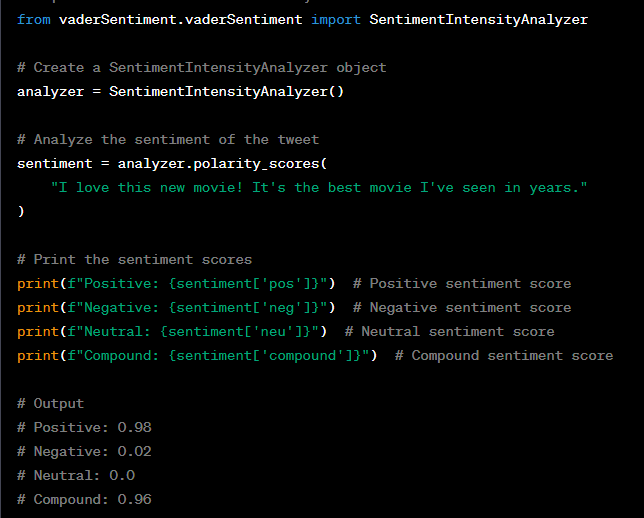 from vaderSentiment.vaderSentiment import SentimentIntensityAnalyzer
# Create a SentimentIntensityAnalyzer object
analyzer = SentimentIntensityAnalyzer()
# Analyze the sentiment of the tweet
sentiment = analyzer.polarity_scores(
    "I love this new movie! It's the best movie I've seen in years."
)
# Print the sentiment scores
print(f"Positive: {sentiment['pos']}")  # Positive sentiment score
print(f"Negative: {sentiment['neg']}")  # Negative sentiment score
print(f"Neutral: {sentiment['neu']}")  # Neutral sentiment score
print(f"Compound: {sentiment['compound']}")  # Compound sentiment score
# Output
# Positive: 0.98
# Negative: 0.02
# Neutral: 0.0
# Compound: 0.96